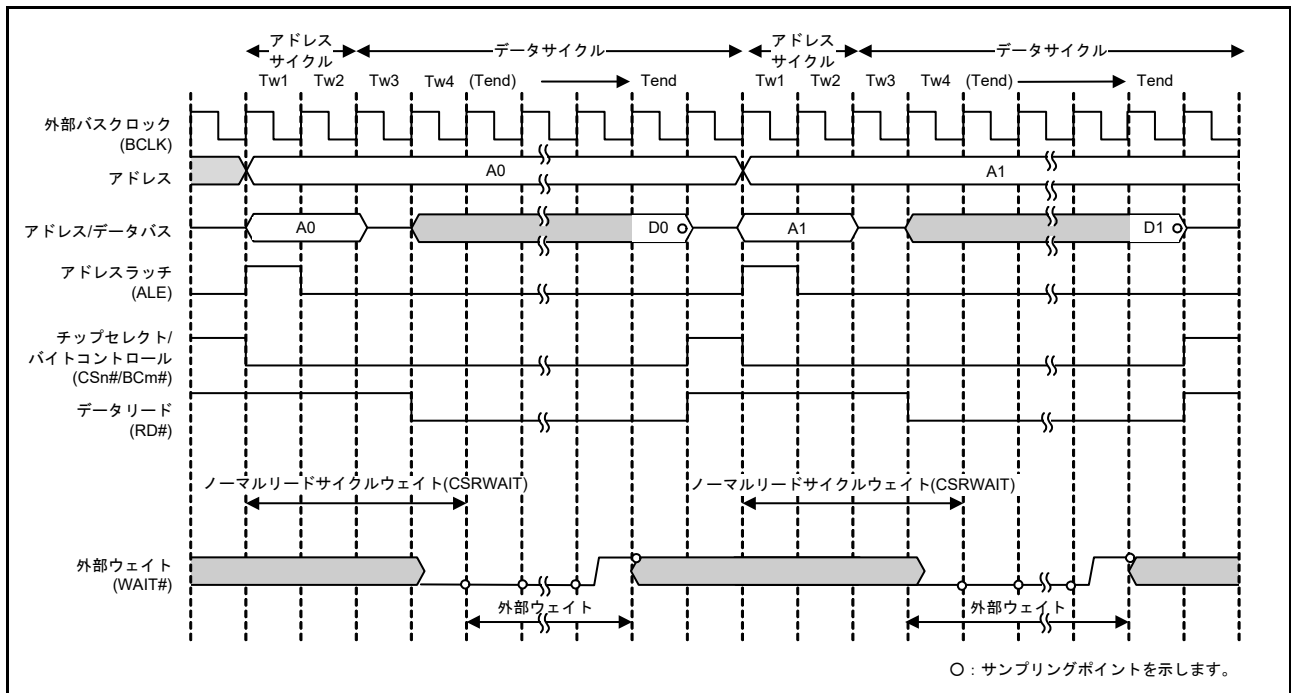 アドレス
サイクル
データサイクル
アドレス
サイクル
データサイクル
Tw1 Tw2 Tw3 Tw4 (Tend) Tend Tw1 Tw2 Tw3 Tw4 (Tend) Tend
外部バスクロック
(BCLK)
アドレス
A0
A1
アドレス/データバス
A0
D0
A1
D1
アドレスラッチ
(ALE)
チップセレクト/
バイトコントロール
(CSn#/BCm#)
データリード
(RD#)
ノーマルリードサイクルウェイト(CSRWAIT)
ノーマルリードサイクルウェイト(CSRWAIT)
外部ウェイト
(WAIT#)
外部ウェイト
外部ウェイト
○:サンプリングポイントを示します。